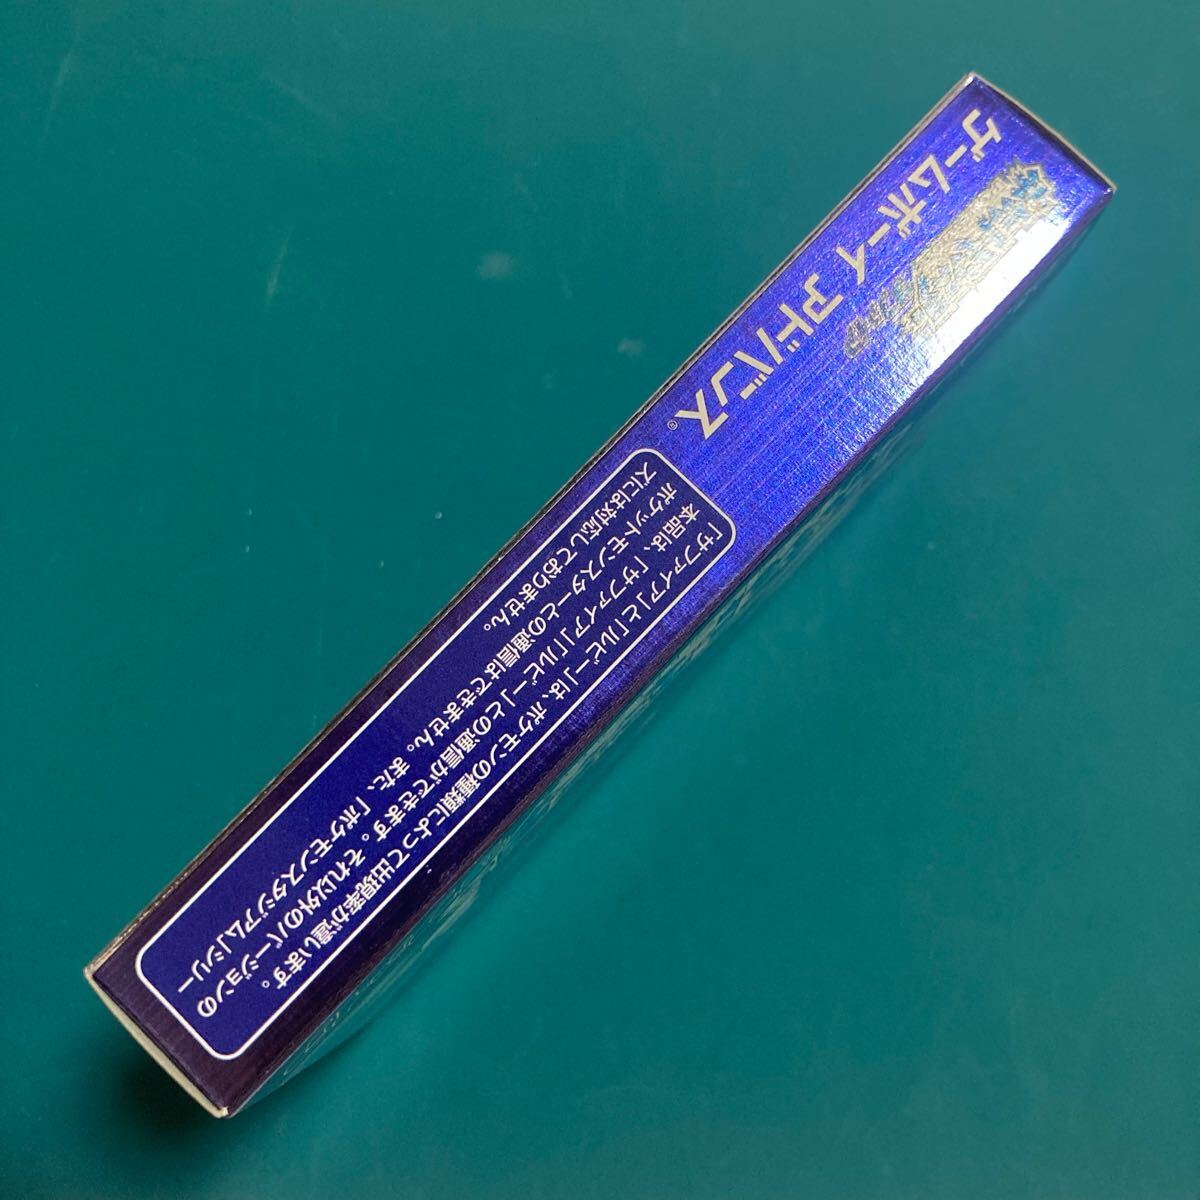 ゲームボーイアドバンス®
「サファイア」と「ルビー」は、ポケモンの種類によって出現率が違います。
本品は、「サファイア」「ルビー」との通信ができます。それ以外のバージョンの
ポケットモンスターとの通信はできません。また、「ポケモンスタジアム」シリー
ズには対応しておりません。